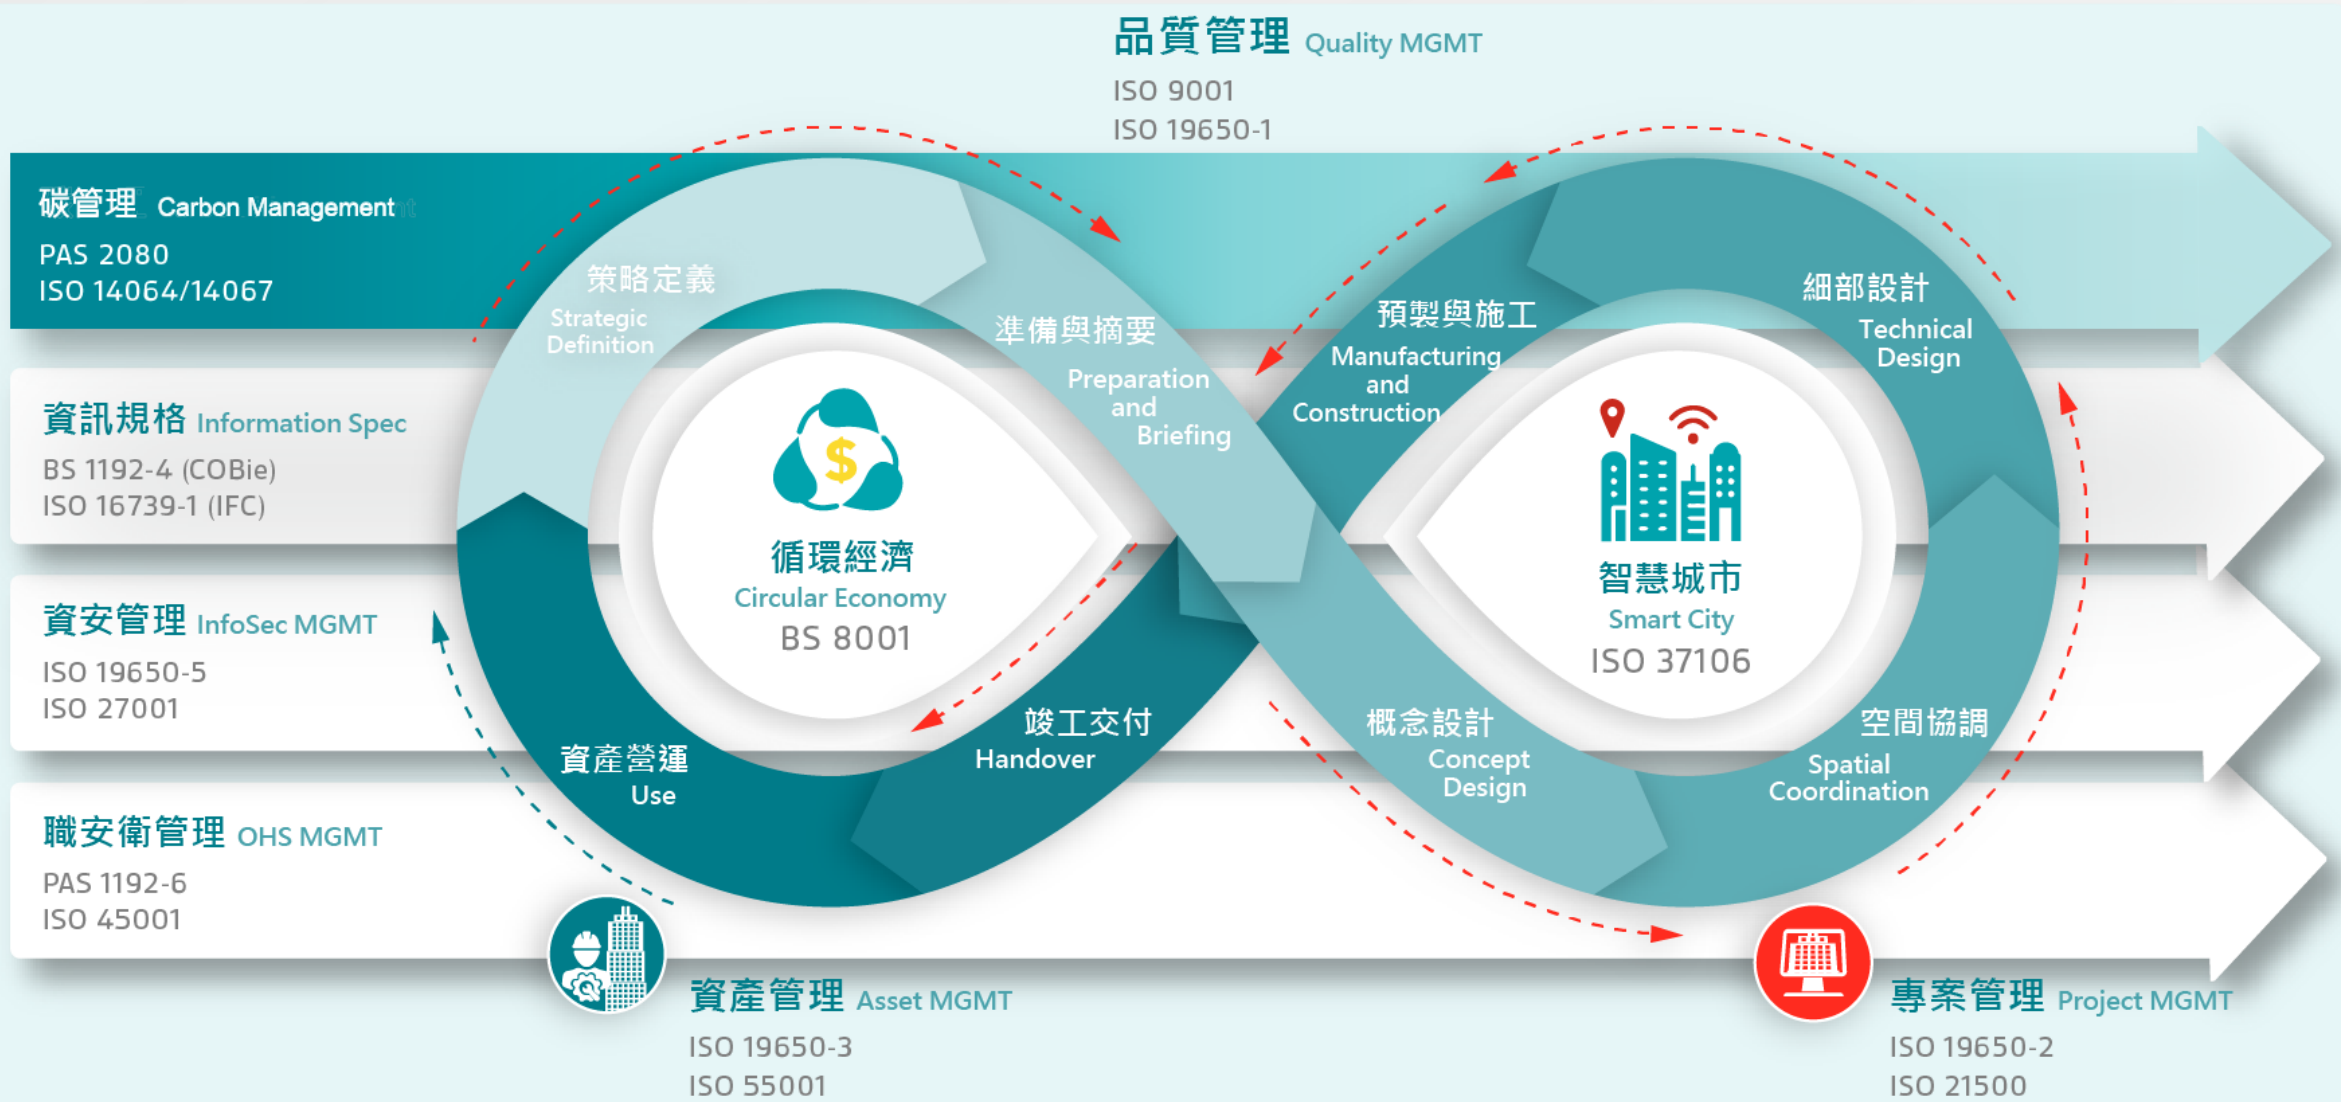 品質管理 Quality MGMT
ISO 9001
ISO 19650-1
碳管理 Carbon Management
PAS 2080
ISO 14064/14067
資訊規格 Information Spec
BS 1192-4 (COBie)
ISO 16739-1 (IFC)
資安管理 InfoSec MGMT
ISO 19650-5
ISO 27001
職安衛管理 OHS MGMT
PAS 1192-6
ISO 45001
策略定義
Strategic
Definition
準備與摘要
Preparation
and
Briefing
預製與施工
Manufacturing
and
Construction
細部設計
Technical
Design
$
循環經濟
Circular Economy
BS 8001
智慧城市
Smart City
ISO 37106
資產營運
Use
竣工交付
Handover
概念設計
Concept
Design
空間協調
Spatial
Coordination
資產管理 Asset MGMT
ISO 19650-3
ISO 55001
專案管理 Project MGMT
ISO 19650-2
ISO 21500